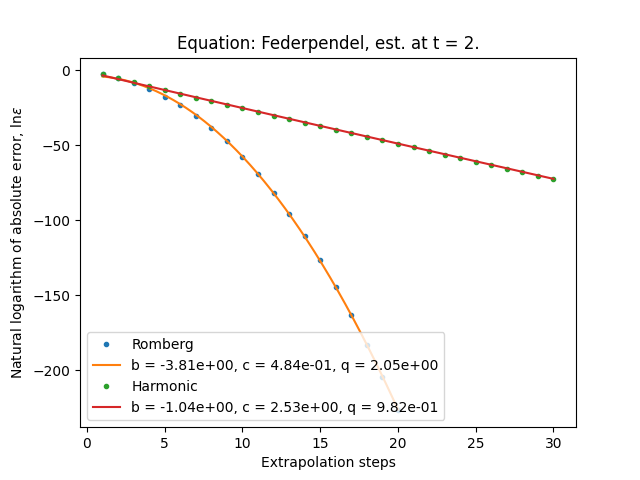 Equation: Federpendel, est. at t = 2.
Natural logarithm of absolute error, lnε
0
−50
−100
−150
−200
Romberg
b = -3.81e+00, c = 4.84e-01, q = 2.05e+00
Harmonic
b = -1.04e+00, c = 2.53e+00, q = 9.82e-01
0 5 10 15 20 25 30
Extrapolation steps